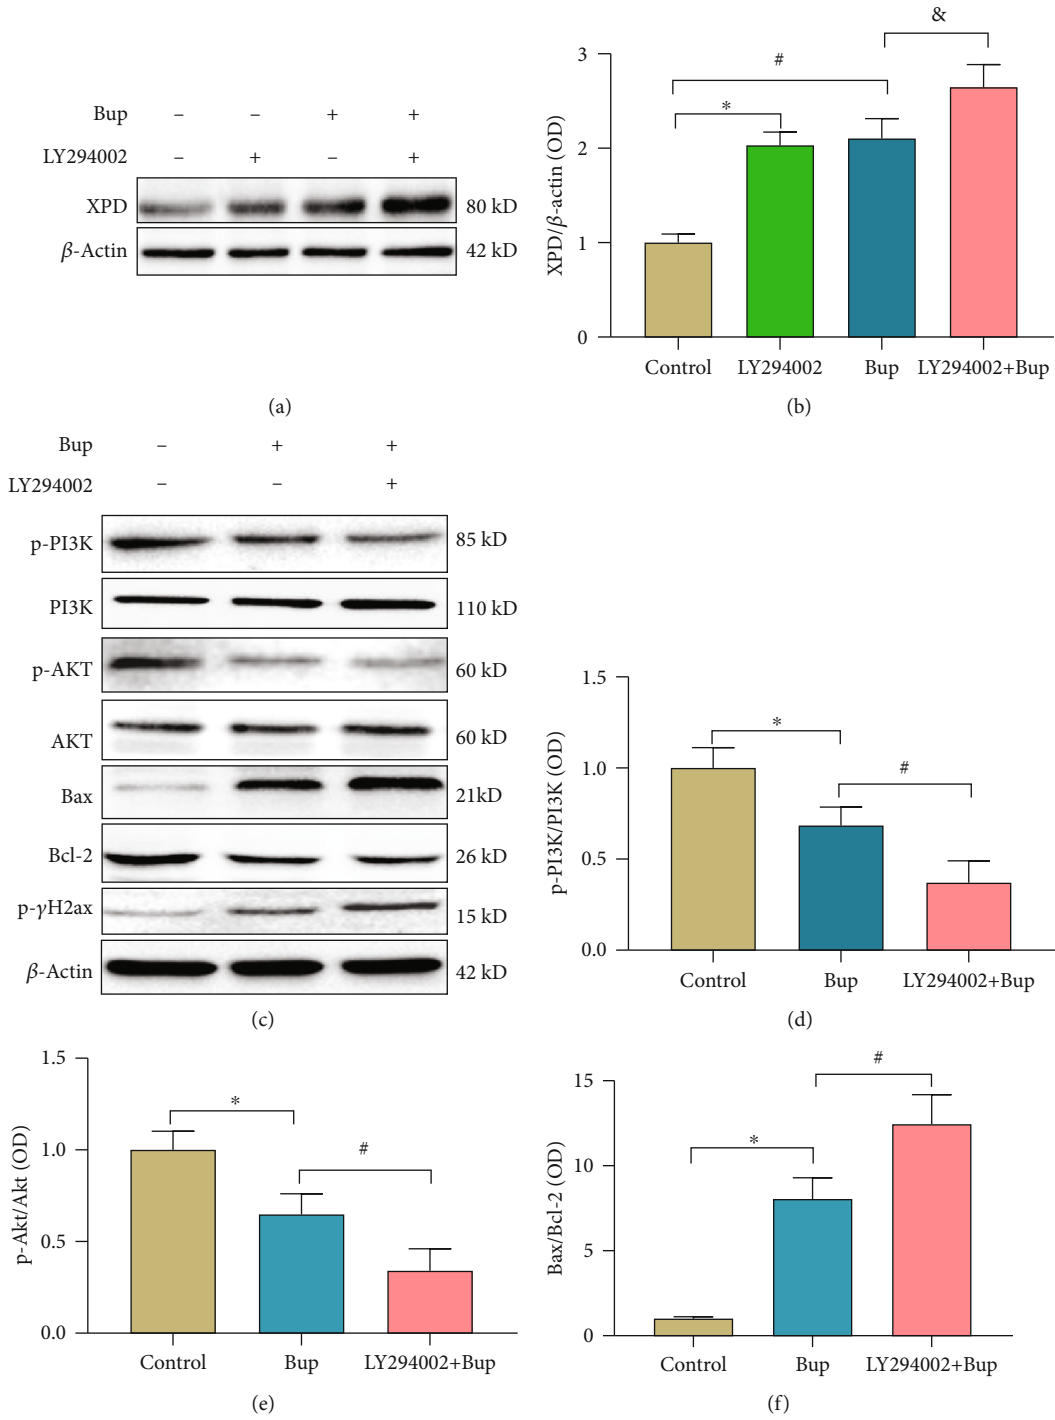 Bup – – + +
LY294002 – + – +
XPD 80 kD
β-Actin 42 kD
(a)
&
#
*
XPD/β-actin (OD)
3
2
1
0
Control LY294002 Bup LY294002+Bup
(b)
Bup – + +
LY294002 – – +
p-PI3K 85 kD
PI3K 110 kD
p-AKT 60 kD
AKT 60 kD
Bax 21kD
Bcl-2 26 kD
p-γH2ax 15 kD
β-Actin 42 kD
(c)
*
#
p-PI3K/PI3K (OD)
1.5
1.0
0.5
0.0
Control Bup LY294002+Bup
(d)
*
#
p-Akt/Akt (OD)
1.5
1.0
0.5
0.0
Control Bup LY294002+Bup
(e)
#
*
Bax/Bcl-2 (OD)
15
10
5
0
Control Bup LY294002+Bup
(f)